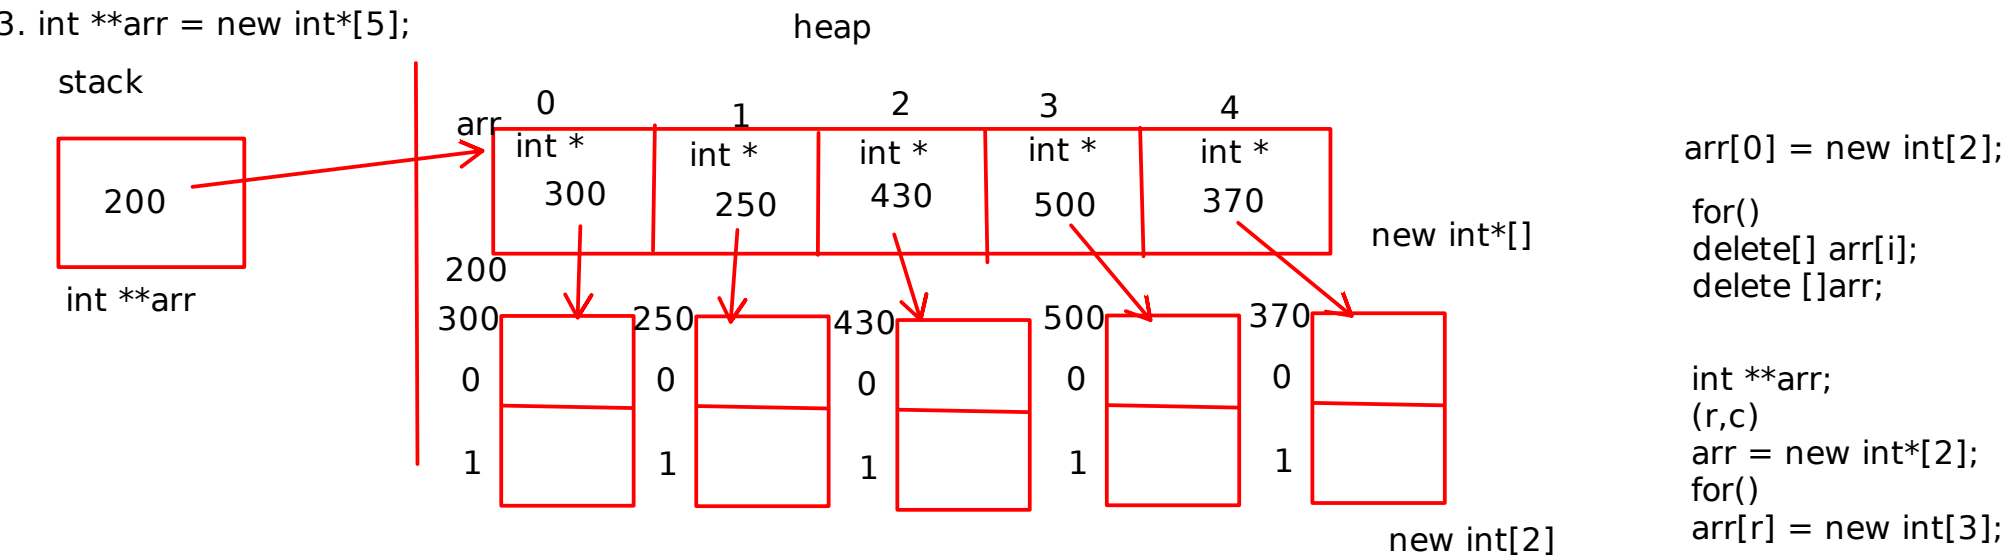 3. int **arr = new int*[5];
heap
stack
0 1 2 3 4
arr
int * int * int * int * int *
200
300 250 430 500 370
int **arr
new int*[]
200
300 250 430 500 370
0 0 0 0 0
1 1 1 1 1
new int[2]
arr[0] = new int[2];
for()
delete[] arr[i];
delete []arr;
int **arr;
(r,c)
arr = new int*[2];
for()
arr[r] = new int[3];